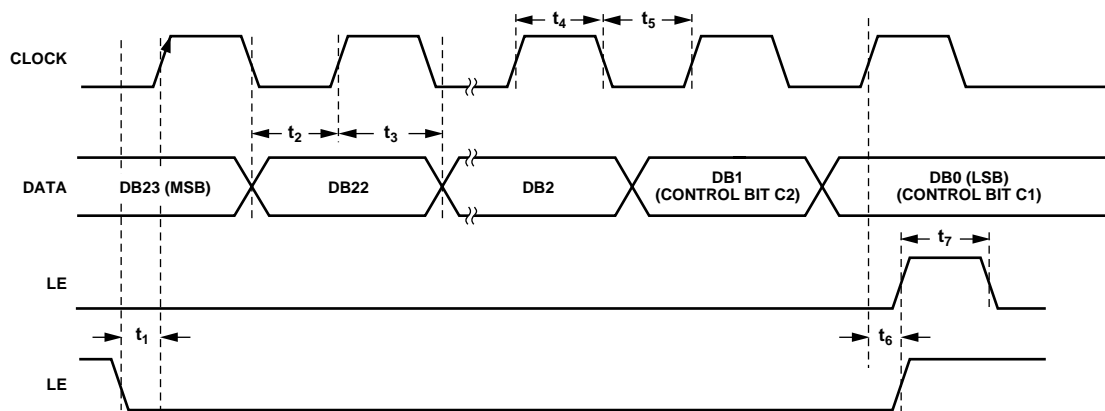 t4
t5
CLOCK
t2
t3
DATA
DB23 (MSB)
DB22
DB2
DB1
(CONTROL BIT C2)
DB0 (LSB)
(CONTROL BIT C1)
t7
LE
t1
t6
LE